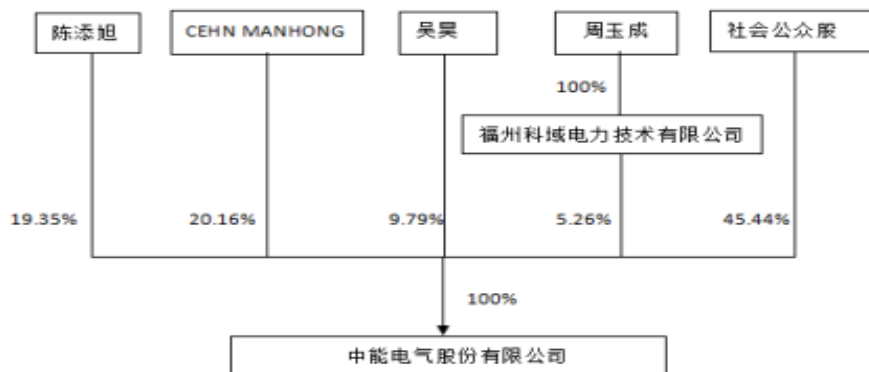 陈添旭
CEHN MANHONG
吴昊
周玉成
社会公众股
100%
福州科域电力技术有限公司
19.35%
20.16%
9.79%
5.26%
45.44%
100%
中能电气股份有限公司